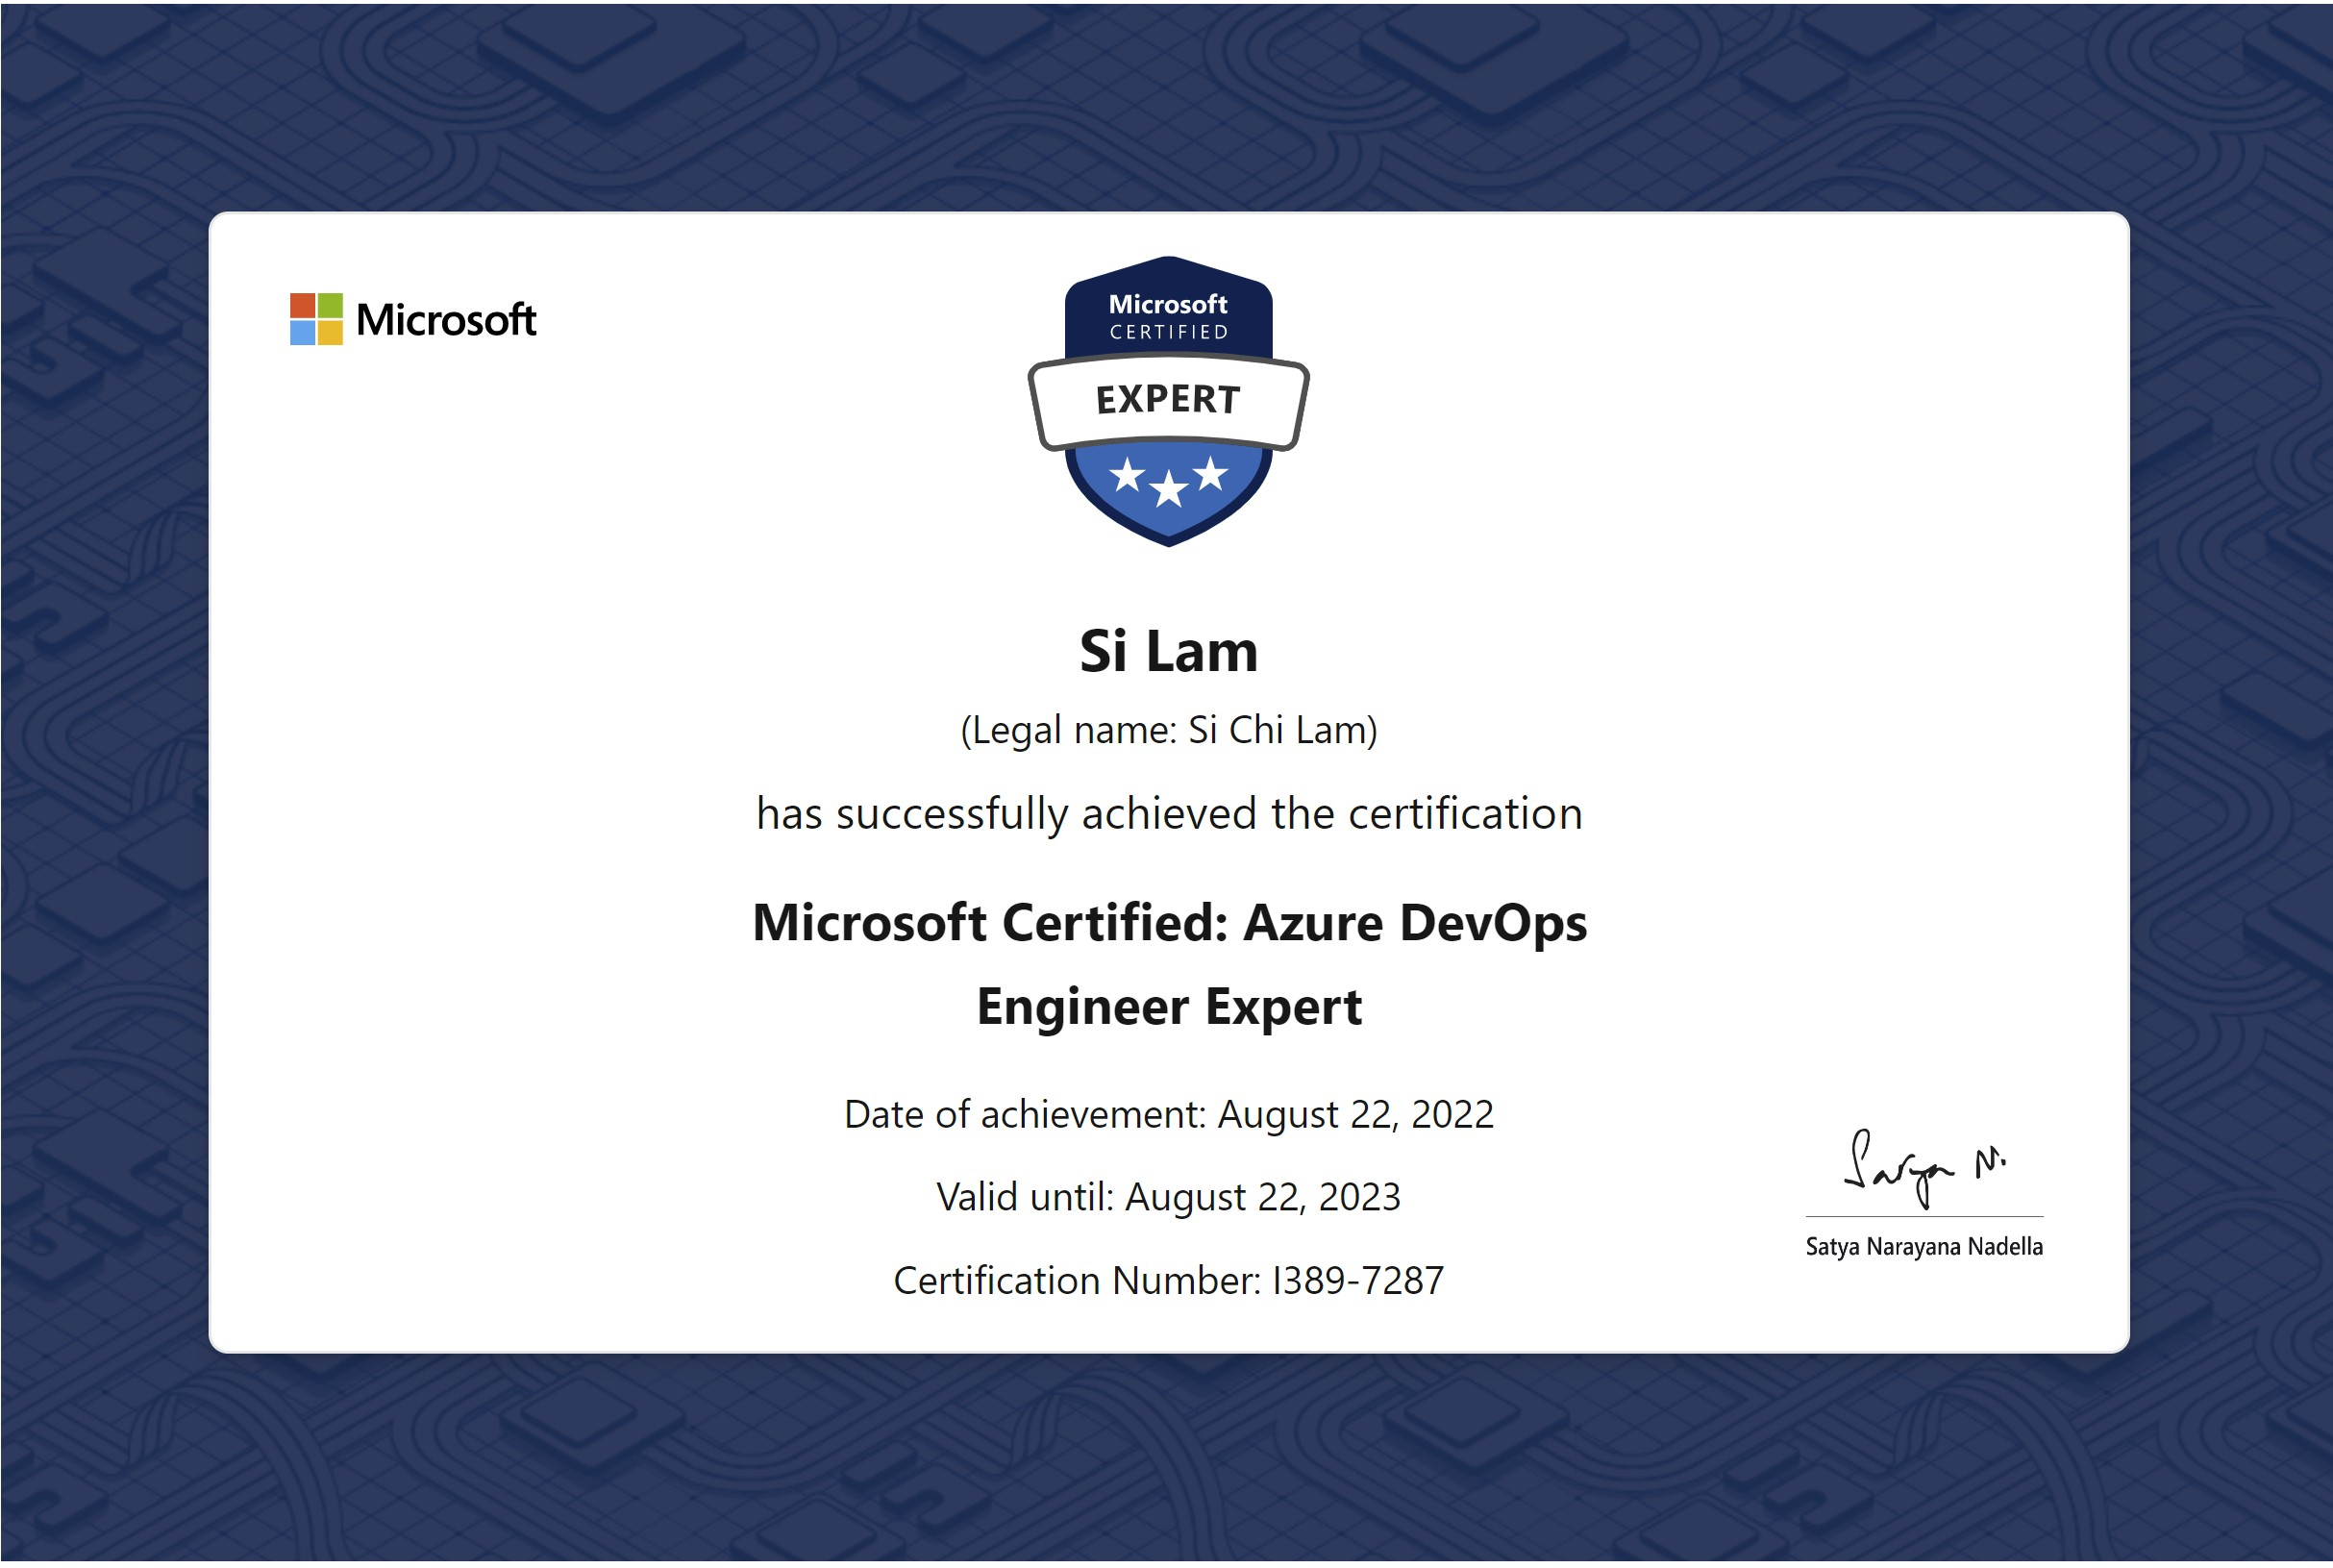 Microsoft
Microsoft
CERTIFIED
EXPERT
Si Lam
(Legal name: Si Chi Lam)
has successfully achieved the certification
Microsoft Certified: Azure DevOps
Engineer Expert
Date of achievement: August 22, 2022
Valid until: August 22, 2023
Certification Number: I389-7287
Satya N.
Satya Narayana Nadella